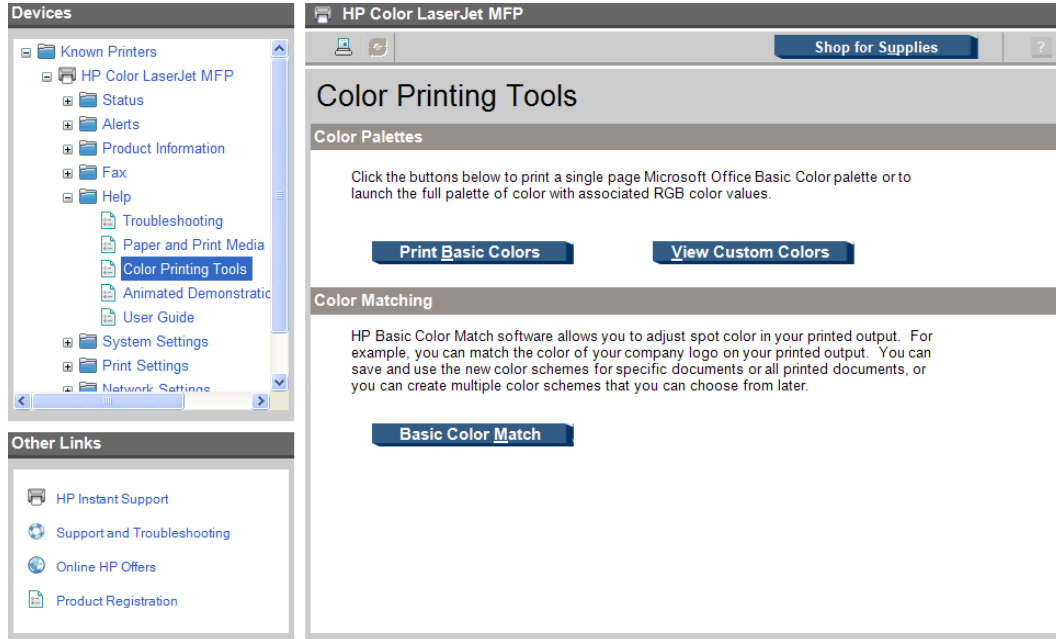 Devices
Known Printers
HP Color LaserJet MFP
Status
Alerts
Product Information
Fax
Help
Troubleshooting
Paper and Print Media
Color Printing Tools
Animated Demonstratic
User Guide
System Settings
Print Settings
Network Settings
Other Links
HP Instant Support
Support and Troubleshooting
Online HP Offers
Product Registration
HP Color LaserJet MFP
Shop for Supplies
?
Color Printing Tools
Color Palettes
Click the buttons below to print a single page Microsoft Office Basic Color palette or to
launch the full palette of color with associated RGB color values.
Print Basic Colors
View Custom Colors
Color Matching
HP Basic Color Match software allows you to adjust spot color in your printed output. For
example, you can match the color of your company logo on your printed output. You can
save and use the new color schemes for specific documents or all printed documents, or
you can create multiple color schemes that you can choose from later.
Basic Color Match